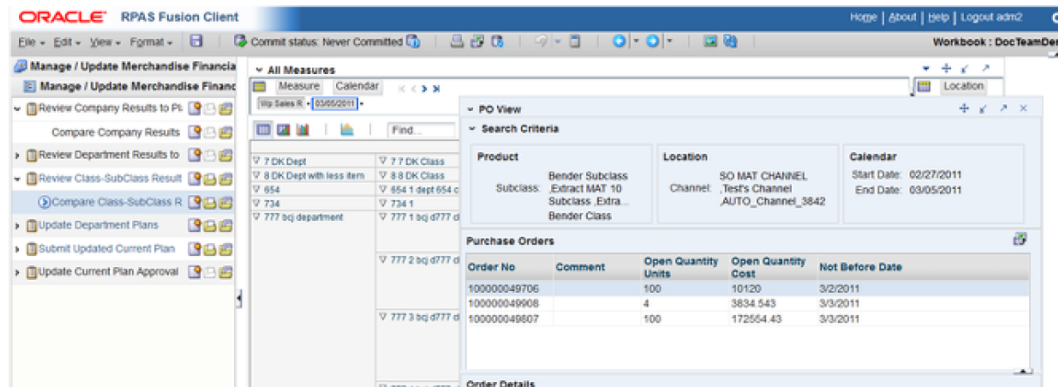 ORACLE® RPAS Fusion Client
Home | About | Help | Logout adm2
File Edit View Format
Commit status: Never Committed
Workbook : DocTeamDer
Manage / Update Merchandise Financia
Manage / Update Merchandise Financ
Review Company Results to Pl
Compare Company Results
Review Department Results to
Review Class-SubClass Result
Compare Class-SubClass R
Update Department Plans
Submit Updated Current Plan
Update Current Plan Approval
All Measures
Measure Calendar
Location
Wp Sales R 03/05/2011
Find...
7 DK Dept 7 7 DK Class
8 DK Dept with less item 8 8 DK Class
654 654 1 dept 654 c
734 734 1
777 bcj department 777 1 bcj d777 cl
777 2 bcj d777 cl
777 3 bcj d777 cl
PO View
Search Criteria
Product
Subclass: Bender Subclass
,Extract MAT 10
Subclass ,Extra...
Bender Class
Location
Channel: SO MAT CHANNEL
,Test's Channel
,AUTO_Channel_3842
Calendar
Start Date: 02/27/2011
End Date: 03/05/2011
Purchase Orders
Order No Comment Open Quantity Units Open Quantity Cost Not Before Date
100000049706 100 10120 3/2/2011
100000049908 4 3834.543 3/3/2011
100000049807 100 172554.43 3/3/2011
Order Details